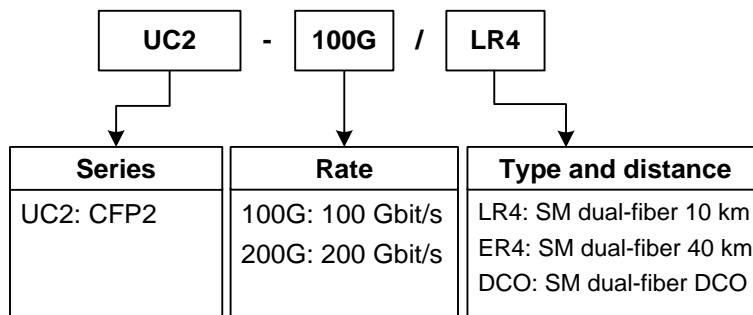 UC2 - 100G / LR4
Series
UC2: CFP2
Rate
100G: 100 Gbit/s
200G: 200 Gbit/s
Type and distance
LR4: SM dual-fiber 10 km
ER4: SM dual-fiber 40 km
DCO: SM dual-fiber DCO